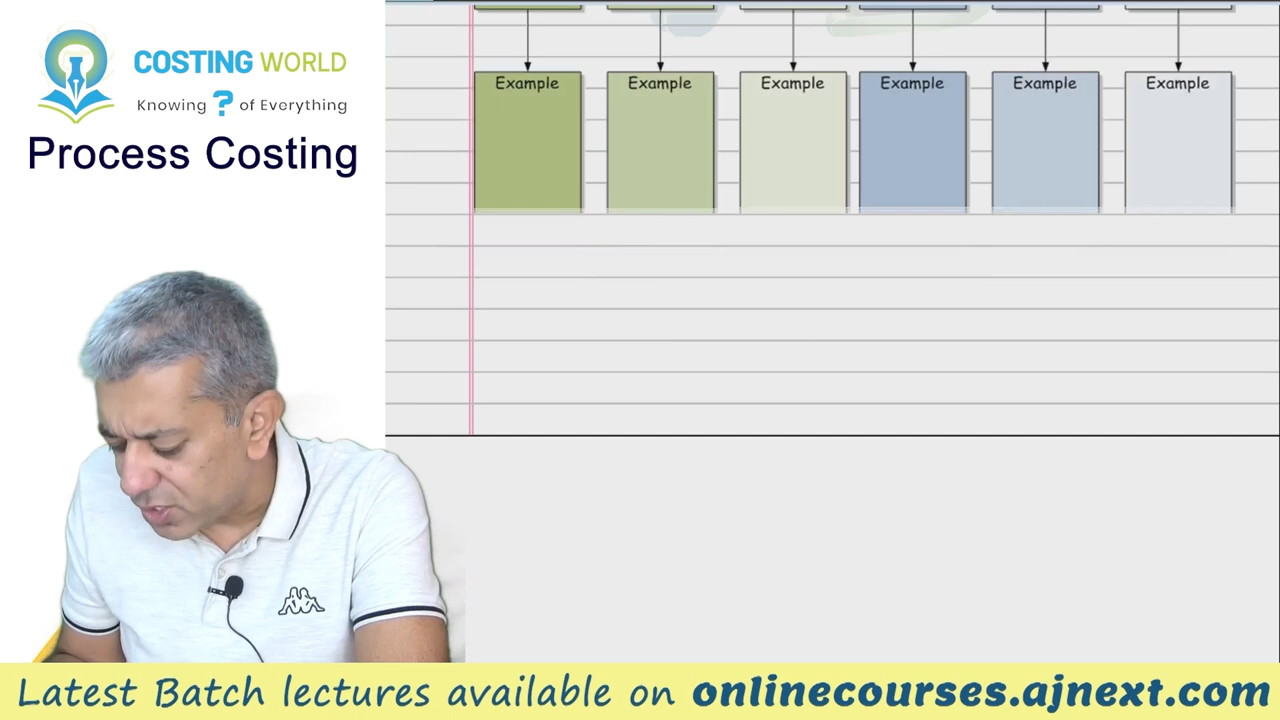 COSTING WORLD
Knowing ? of Everything
Process Costing
Example Example Example Example Example Example
Latest Batch lectures available on onlinecourses.ajnext.com